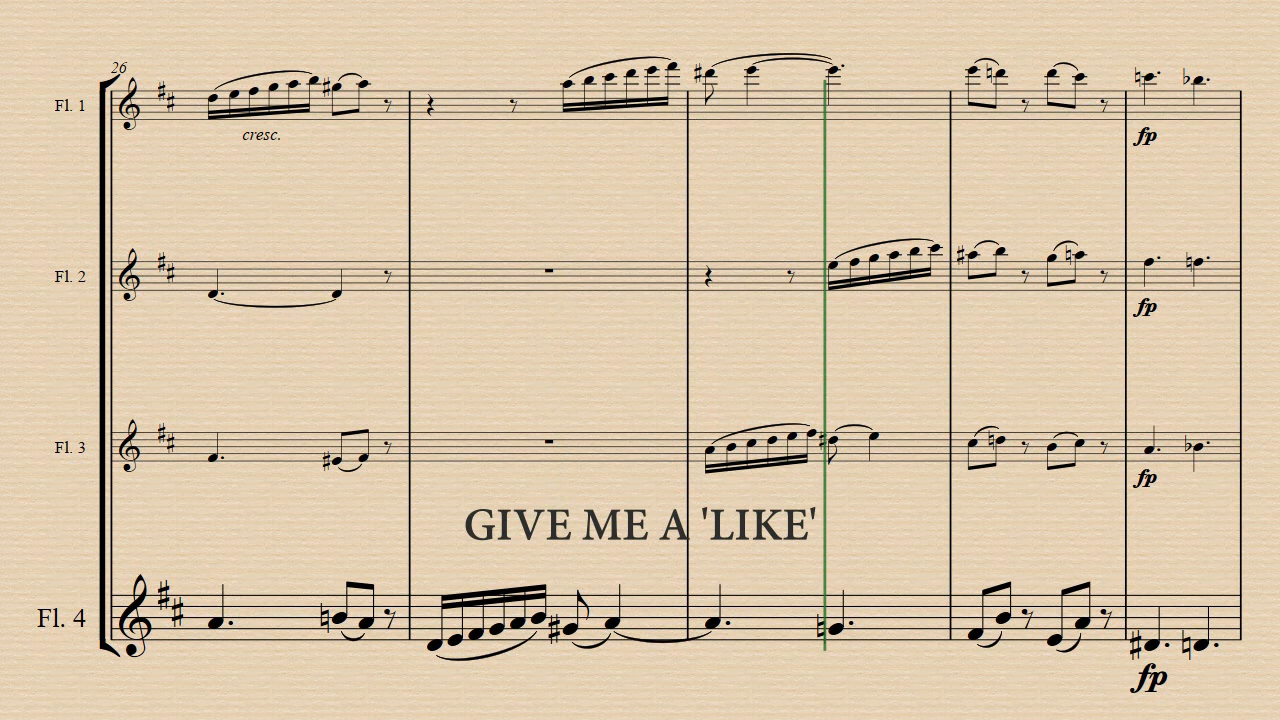 26
Fl. 1
cresc.
fp
Fl. 2
fp
Fl. 3
fp
GIVE ME A 'LIKE'
Fl. 4
fp